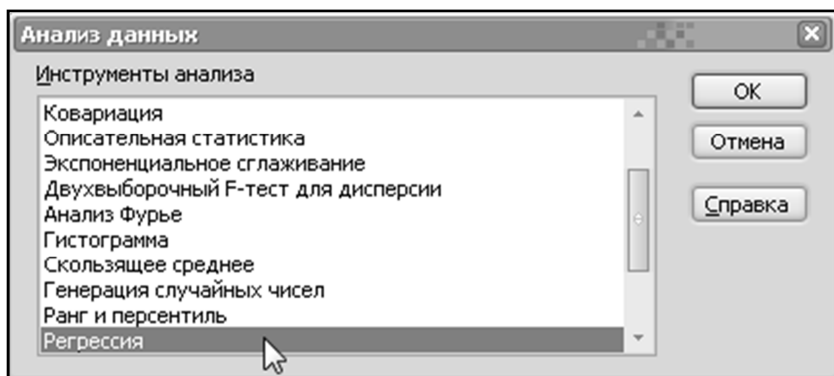 Анализ данных
Инструменты анализа
Ковариация
Описательная статистика
Экспоненциальное сглаживание
Двухвыборочный F-тест для дисперсии
Анализ Фурье
Гистограмма
Скользящее среднее
Генерация случайных чисел
Ранг и персентиль
Регрессия
ОК
Отмена
Справка